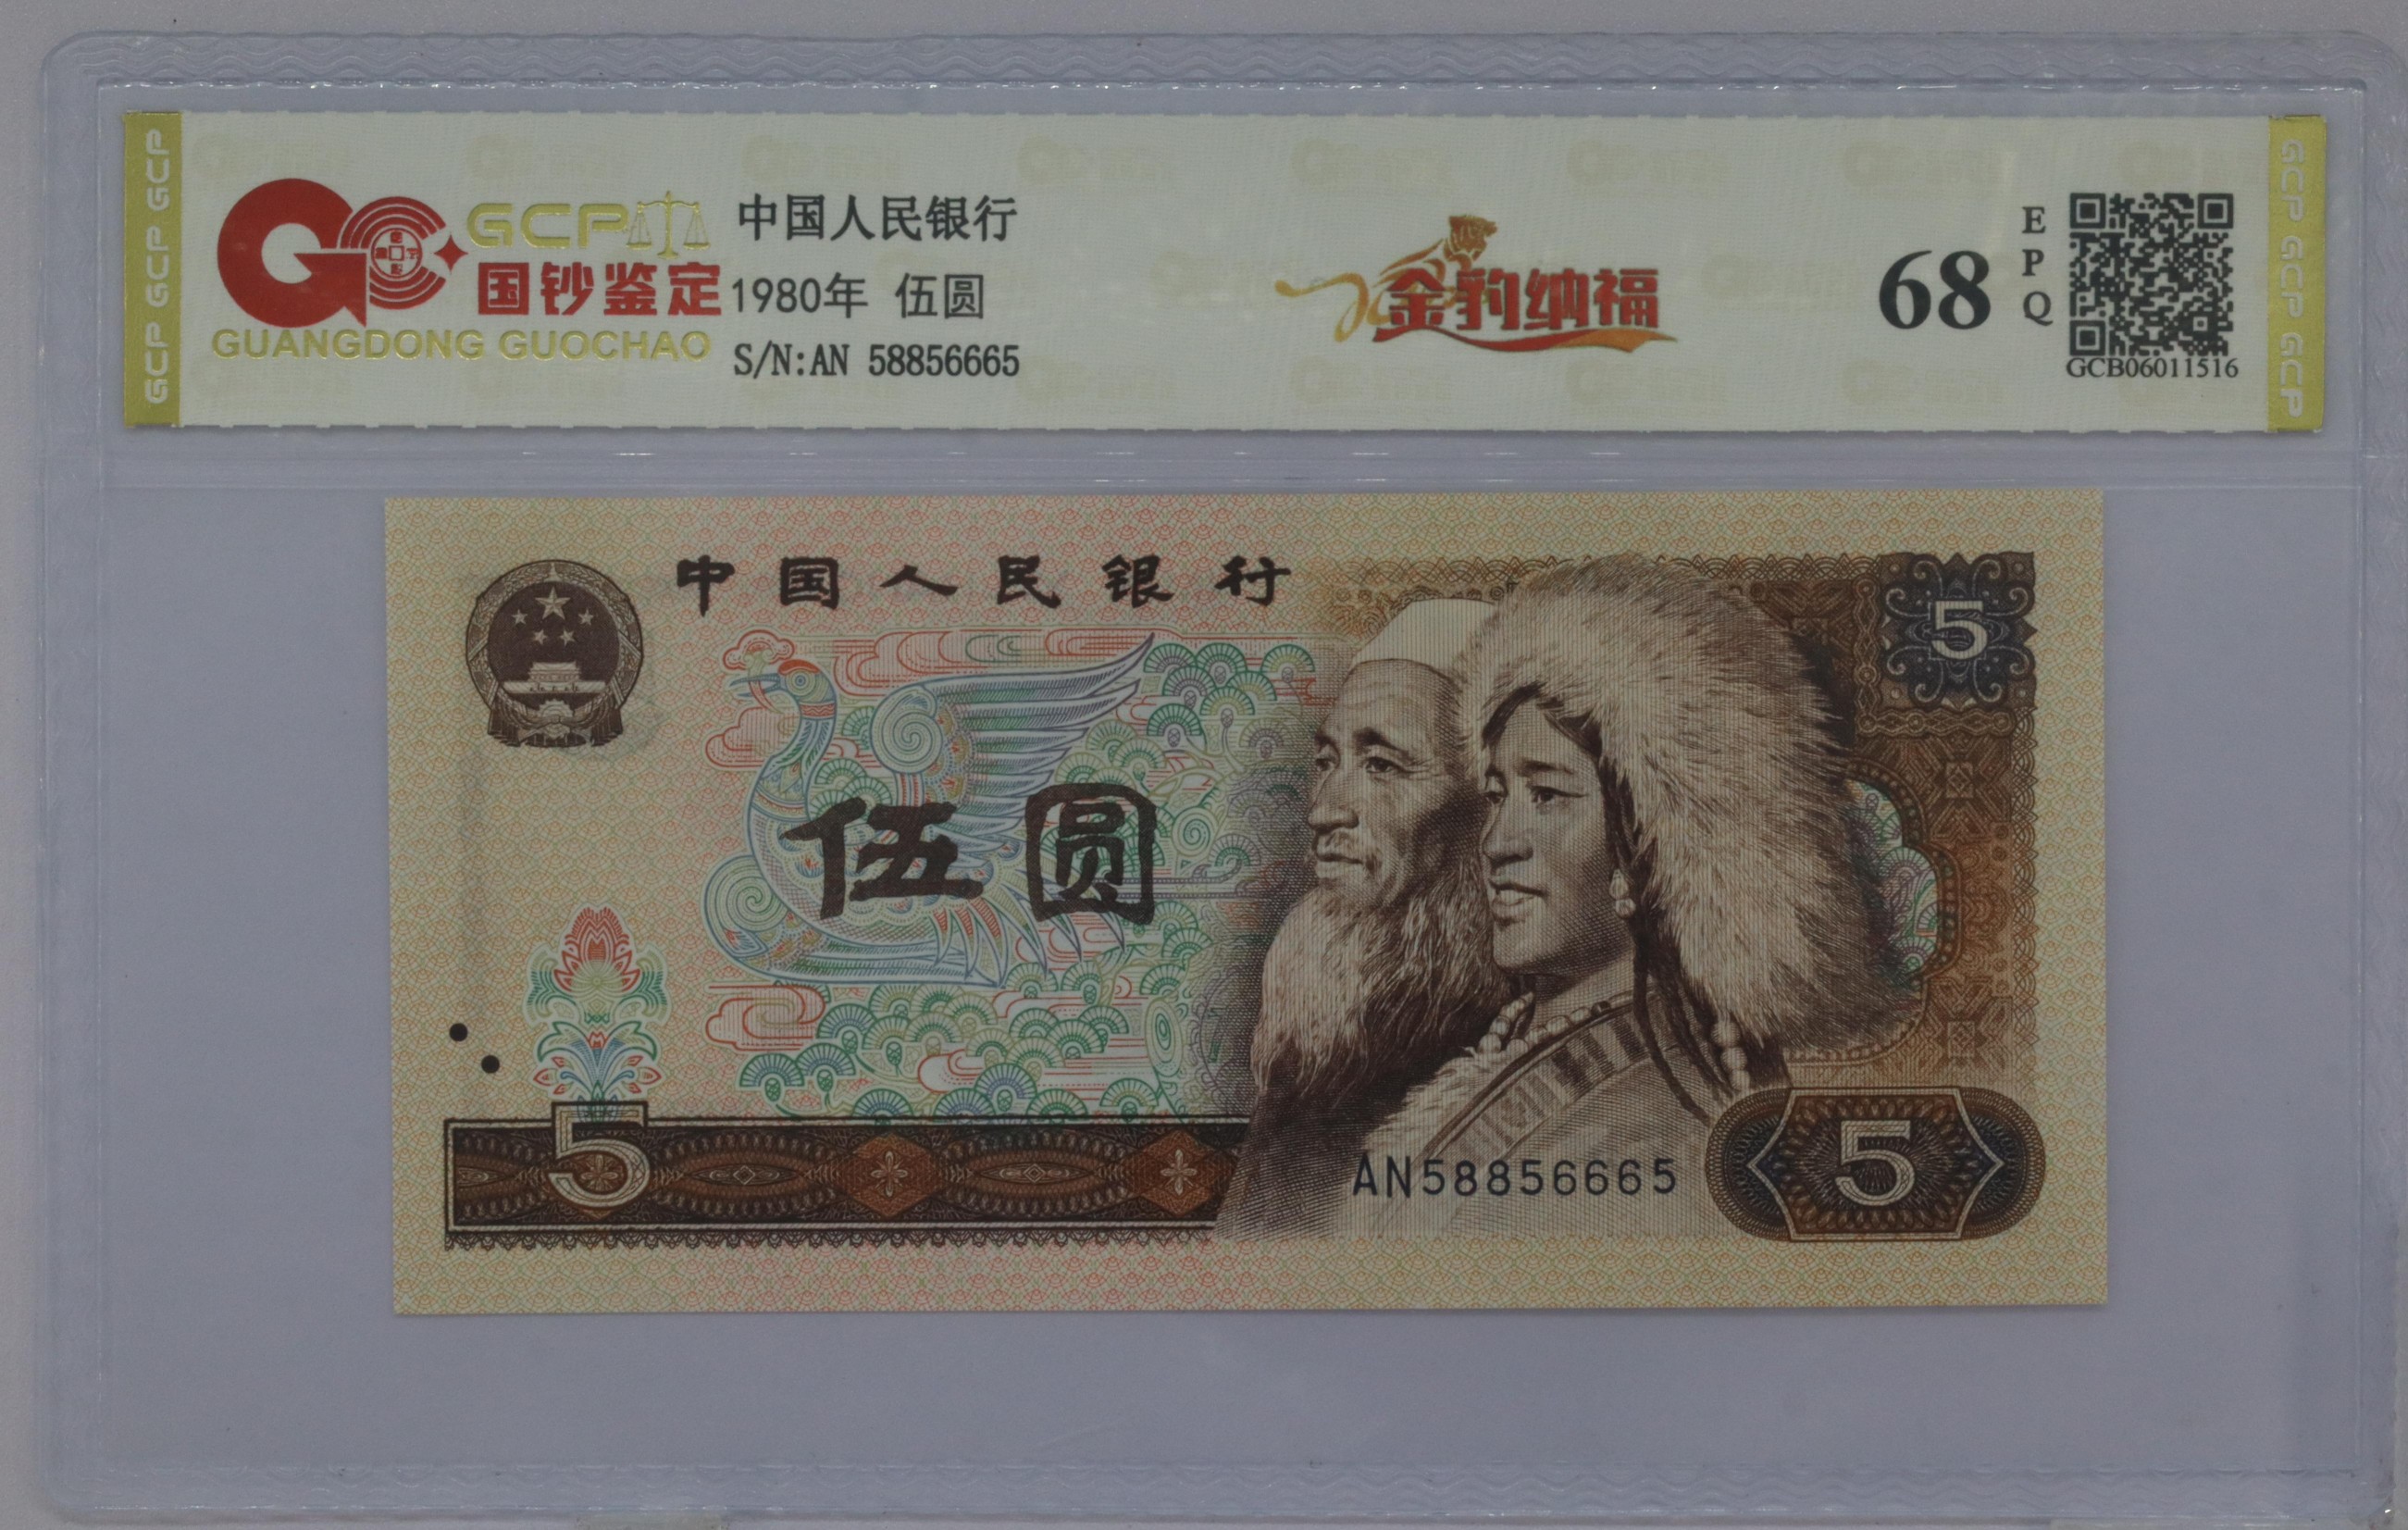 GCP GCP GCP
GCP
国钞鉴定
GUANGDONG GUOCHAO
中国人民银行
1980年 伍圆
S/N:AN 58856665
金豹纳福
68
EPQ
GCB06011516
GCP GCP GCP
中国人民银行
5
伍圆
5
AN58856665
5